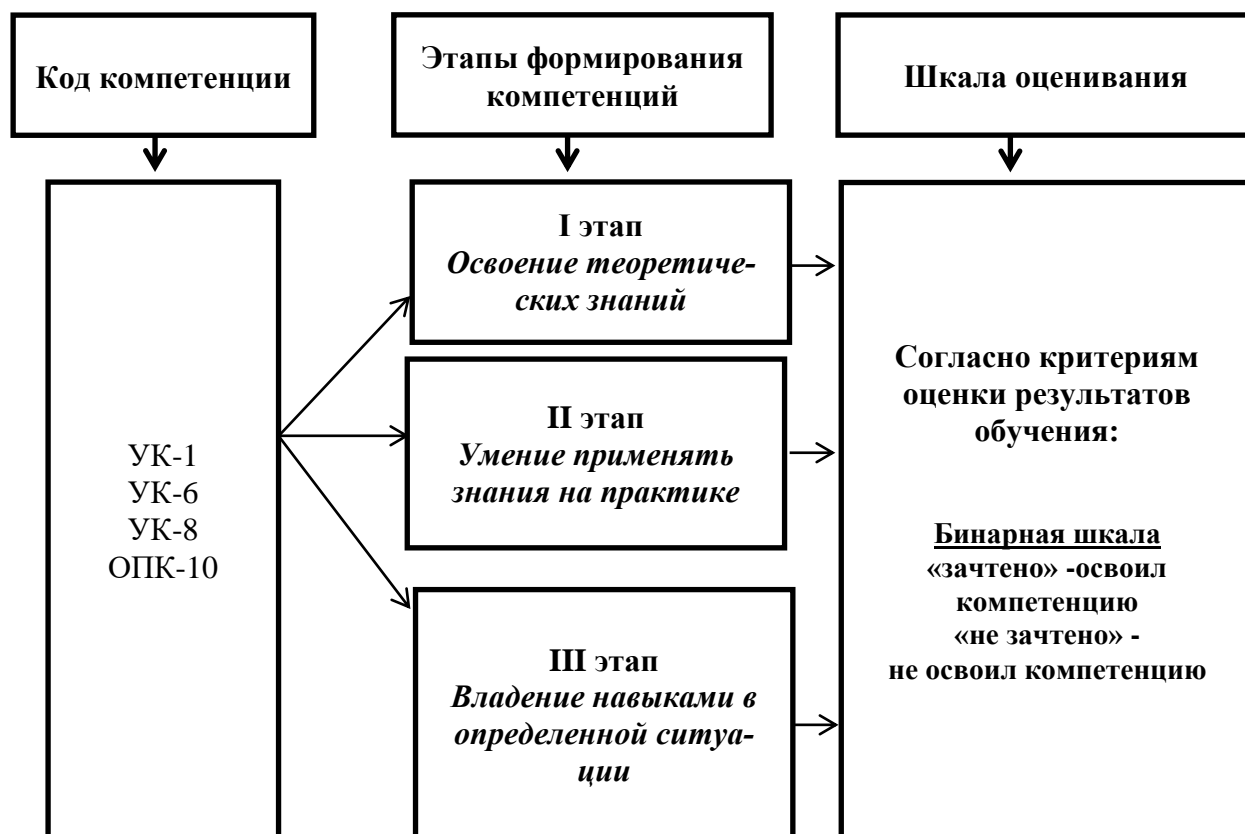 Код компетенции
Этапы формирования
компетенций
Шкала оценивания
УК-1
УК-6
УК-8
ОПК-10
I этап
Освоение теоретиче-
ских знаний
II этап
Умение применять
знания на практике
III этап
Владение навыками в
определенной ситуа-
ции
Согласно критериям
оценки результатов
обучения:
Бинарная шкала
«зачтено» -освоил
компетенцию
«не зачтено» -
не освоил компетенцию